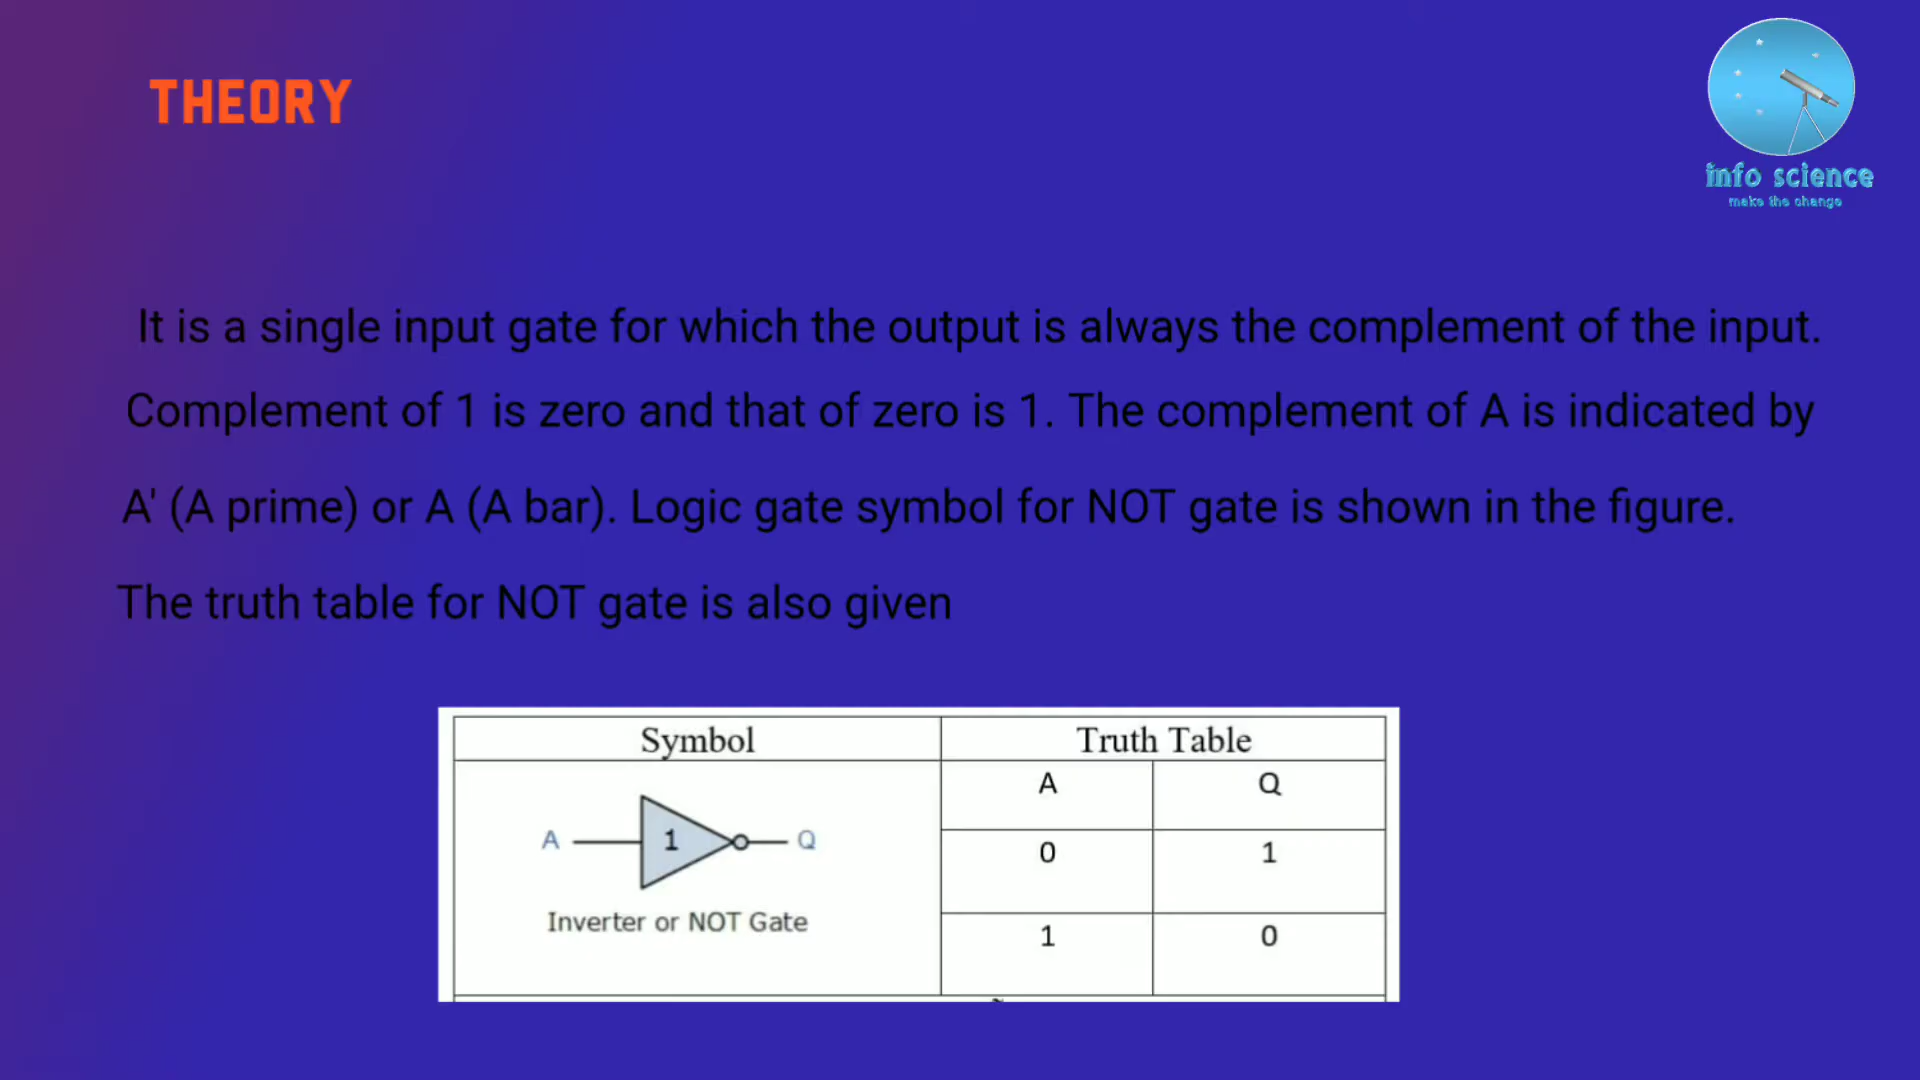 THEORY
info science
make the change
It is a single input gate for which the output is always the complement of the input.
Complement of 1 is zero and that of zero is 1. The complement of A is indicated by
A' (A prime) or A (A bar). Logic gate symbol for NOT gate is shown in the figure.
The truth table for NOT gate is also given
Symbol Truth Table
A Q
A 1 Q
0 1
Inverter or NOT Gate
1 0